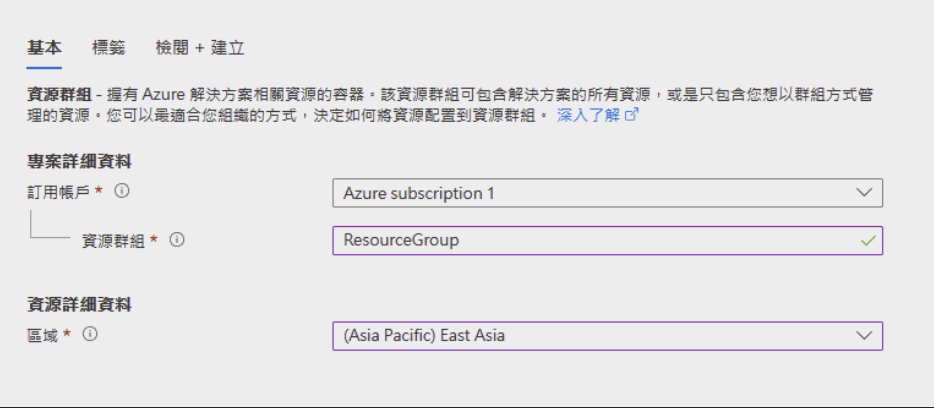 基本 標籤 檢閱 + 建立
資源群組 - 握有 Azure 解決方案相關資源的容器。該資源群組可包含解決方案的所有資源，或是只包含您想以群組方式管
理的資源。您可以最適合您組織的方式，決定如何將資源配置到資源群組。 深入了解
專案詳細資料
訂用帳戶 * Azure subscription 1
資源群組 * ResourceGroup
資源詳細資料
區域 * (Asia Pacific) East Asia